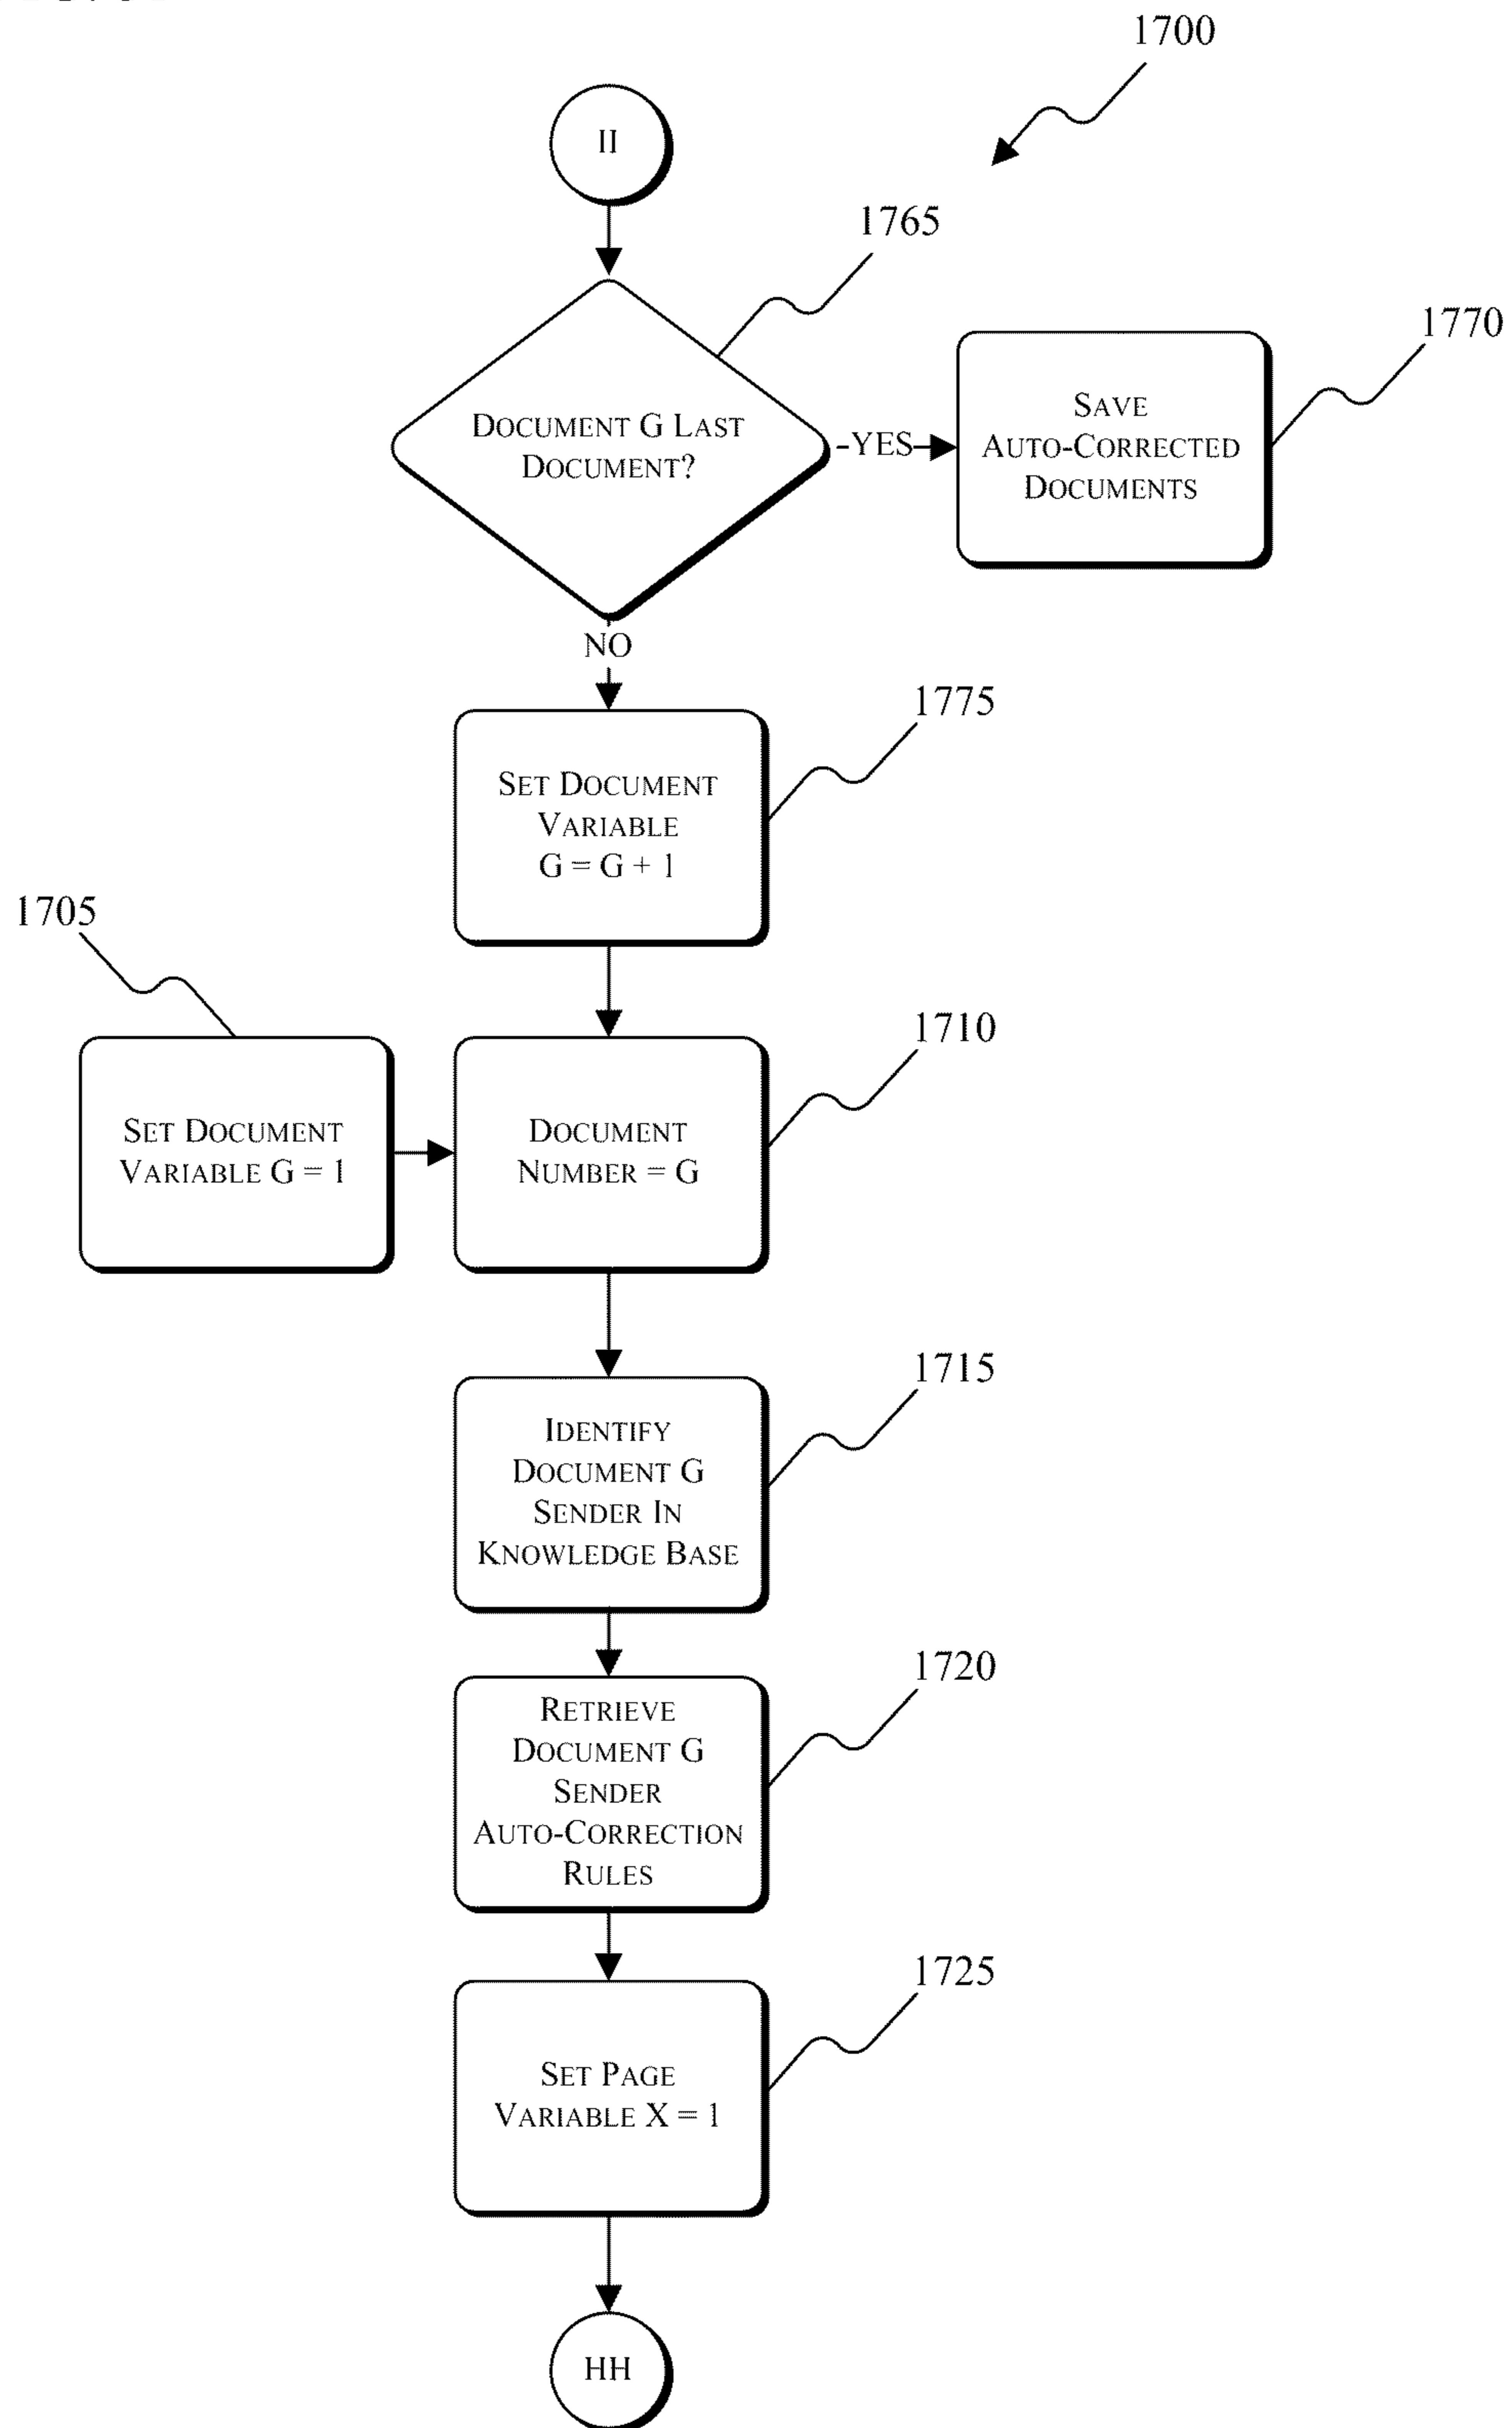 1700
II
1765
1770
DOCUMENT G LAST
DOCUMENT?
-YES-
SAVE
AUTO-CORRECTED
DOCUMENTS
NO
1775
SET DOCUMENT
VARIABLE
G = G + 1
1705
1710
SET DOCUMENT
VARIABLE G = 1
DOCUMENT
NUMBER = G
1715
IDENTIFY
DOCUMENT G
SENDER IN
KNOWLEDGE BASE
1720
RETRIEVE
DOCUMENT G
SENDER
AUTO-CORRECTION
RULES
1725
SET PAGE
VARIABLE X = 1
HH